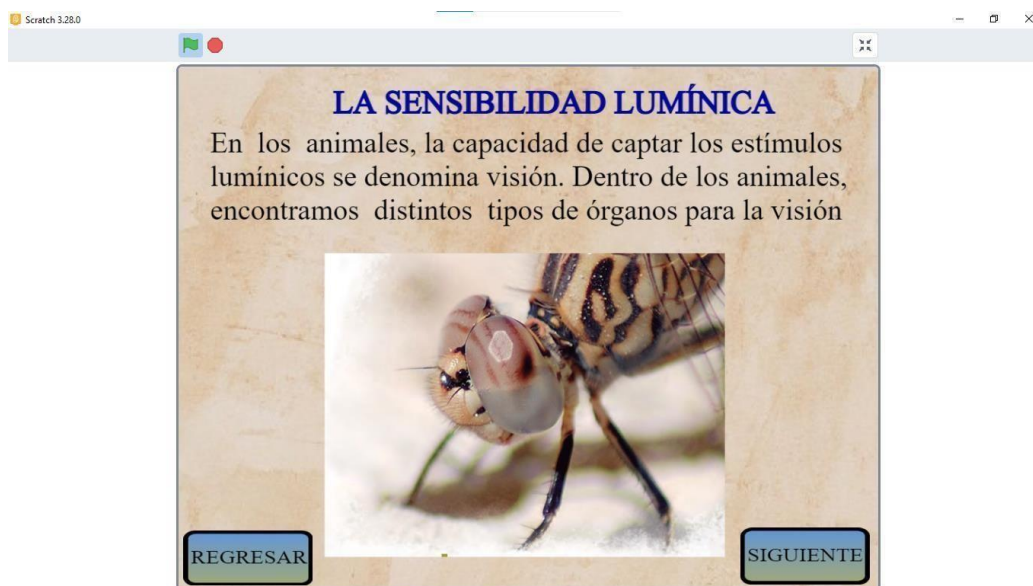 Scratch 3.28.0
LA SENSIBILIDAD LUMÍNICA
En los animales, la capacidad de captar los estímulos
lumínicos se denomina visión. Dentro de los animales,
encontramos distintos tipos de órganos para la visión
REGRESAR
SIGUIENTE